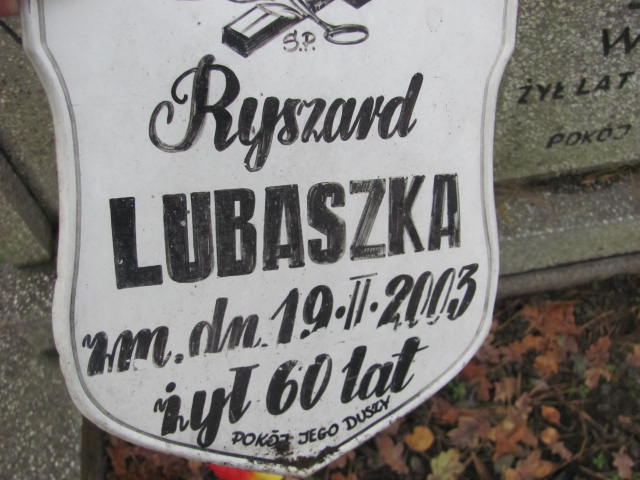 Ś.P.
Ryszard
LUBASZKA
zm. dn. 19.II.2003
żył 60 lat
POKÓJ JEGO DUSZY
W
ŻYŁ LAT
POKÓJ